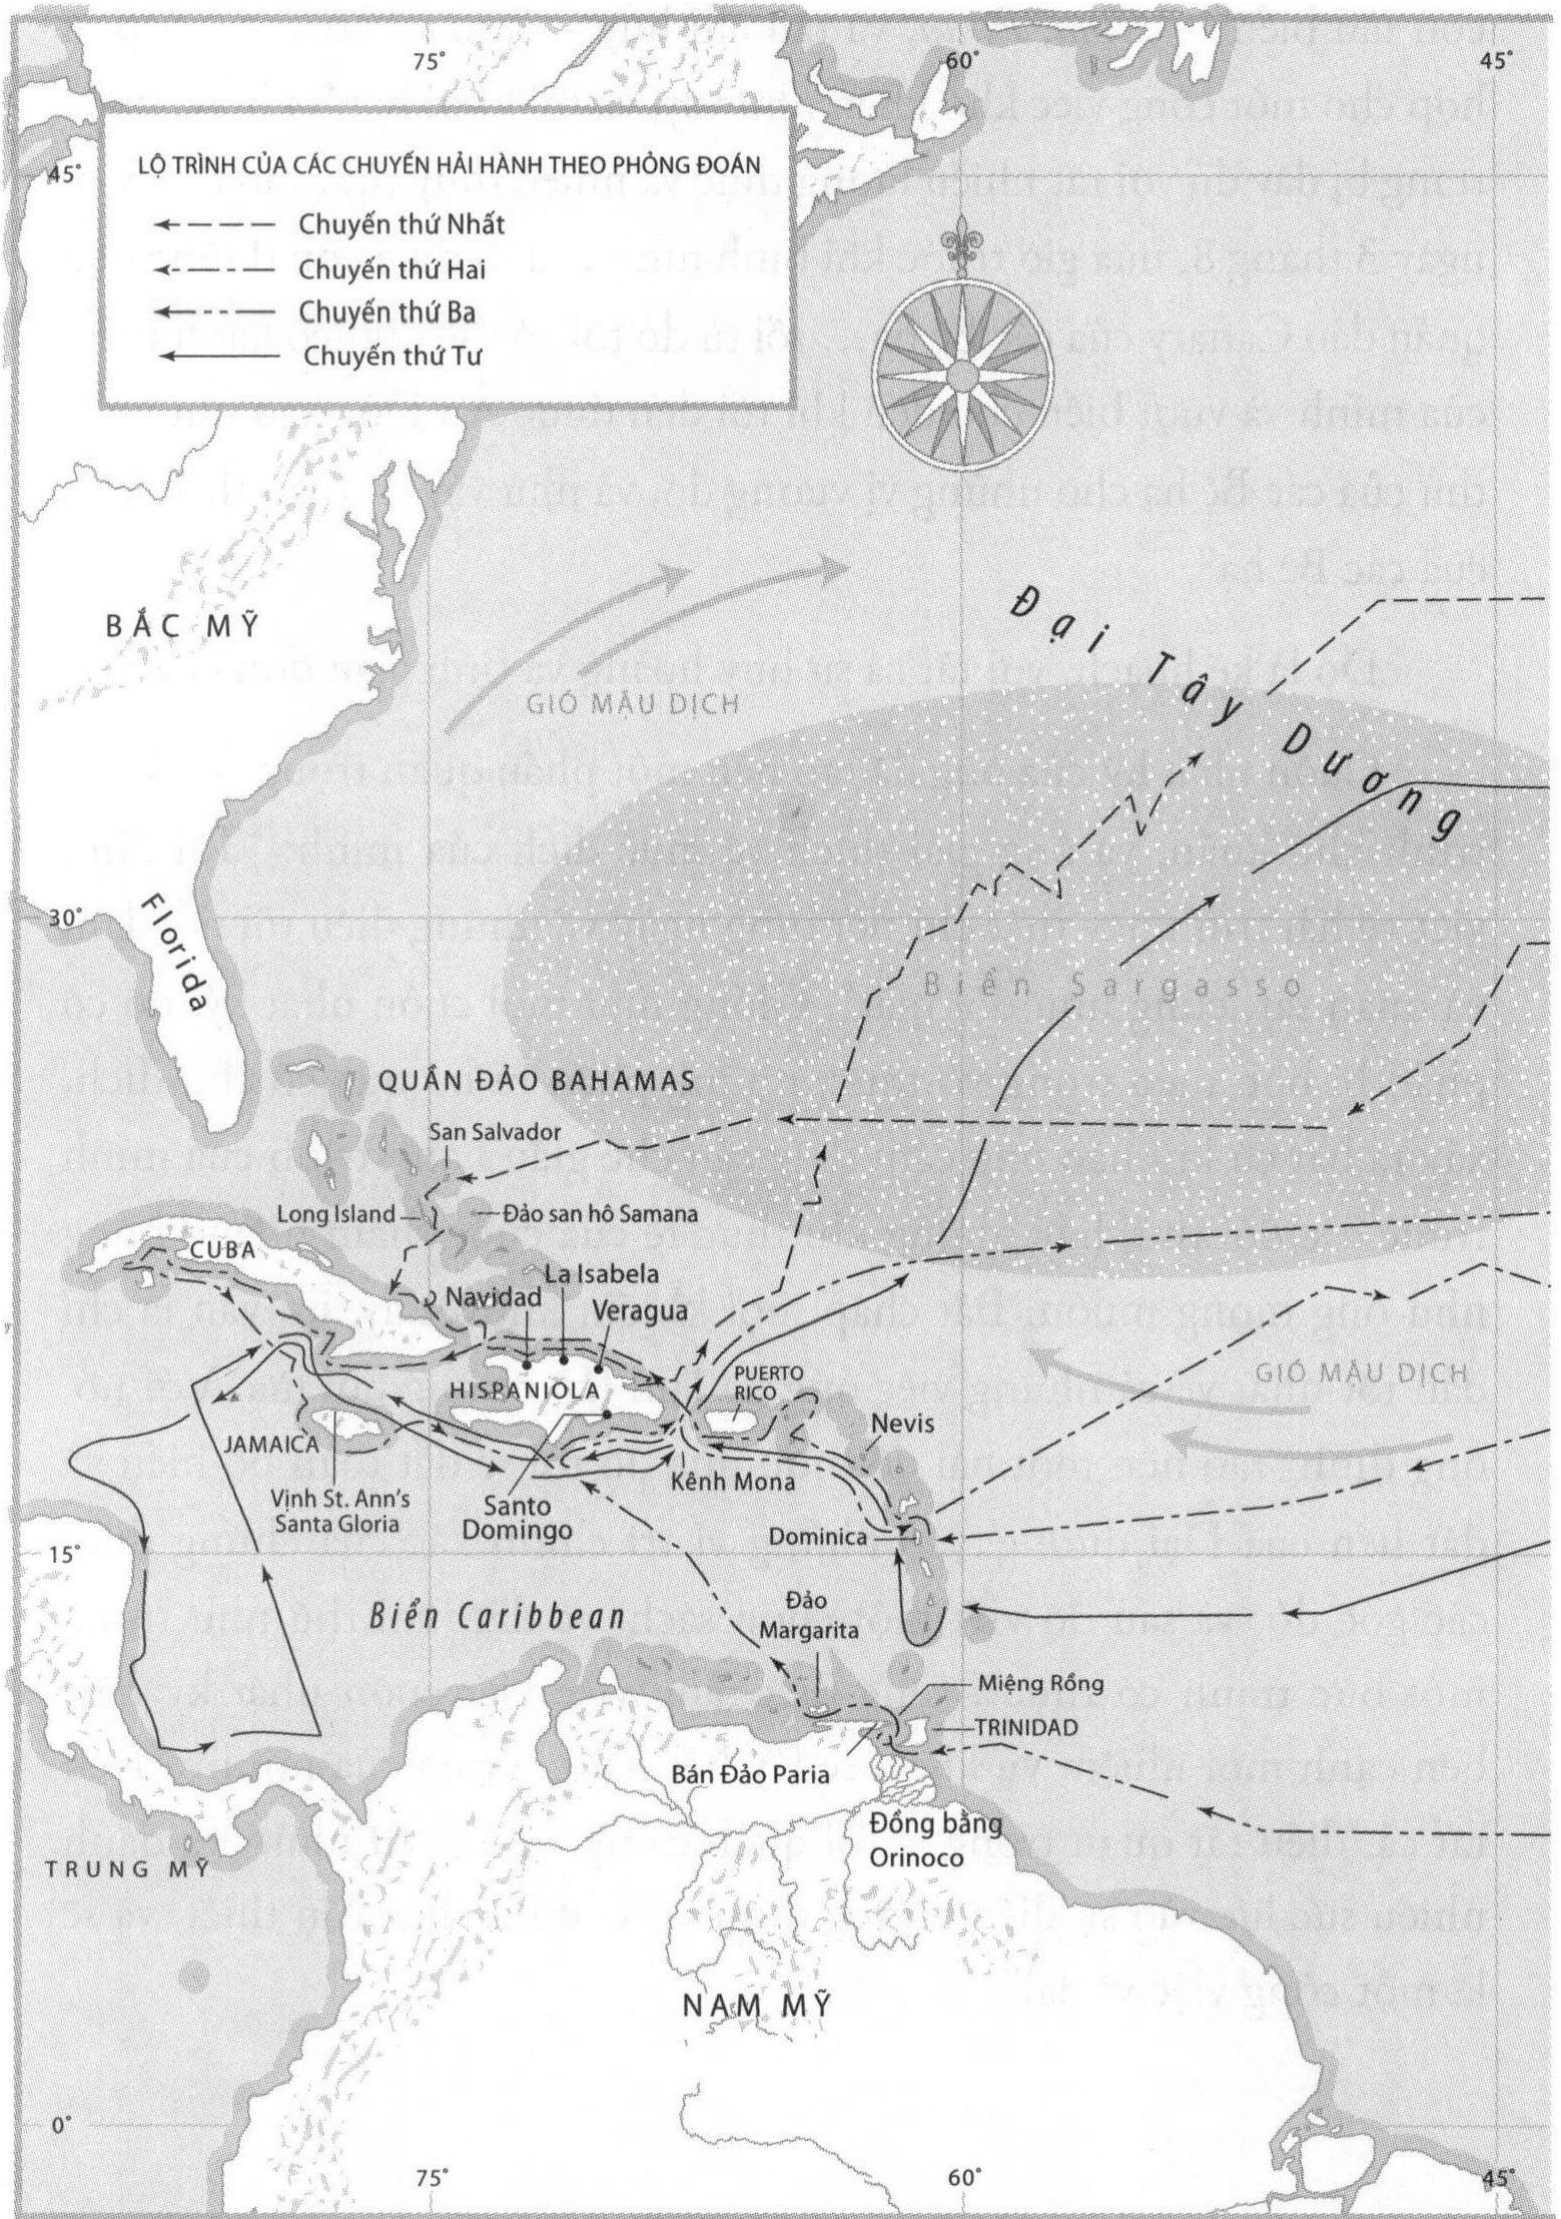 75°
60°
45°
LỘ TRÌNH CỦA CÁC CHUYẾN HẢI HÀNH THEO PHỎNG ĐOÁN
Chuyến thứ Nhất
Chuyến thứ Hai
Chuyến thứ Ba
Chuyến thứ Tư
45°
BẮC MỸ
Đại Tây Dương
GIÓ MẬU DỊCH
Florida
30°
Biển Sargasso
QUẦN ĐẢO BAHAMAS
San Salvador
Long Island
Đảo san hô Samana
CUBA
La Isabela
Navidad
Veragua
HISPANIOLA
PUERTO
RICO
GIÓ MẬU DỊCH
Nevis
JAMAICA
Kênh Mona
Vịnh St. Ann's
Santa Gloria
Santo
Domingo
Dominica
15°
Biển Caribbean
Đảo
Margarita
Miệng Rồng
TRINIDAD
Bán Đảo Paria
Đồng bằng
Orinoco
TRUNG MỸ
NAM MỸ
0°
75°
60°
45°